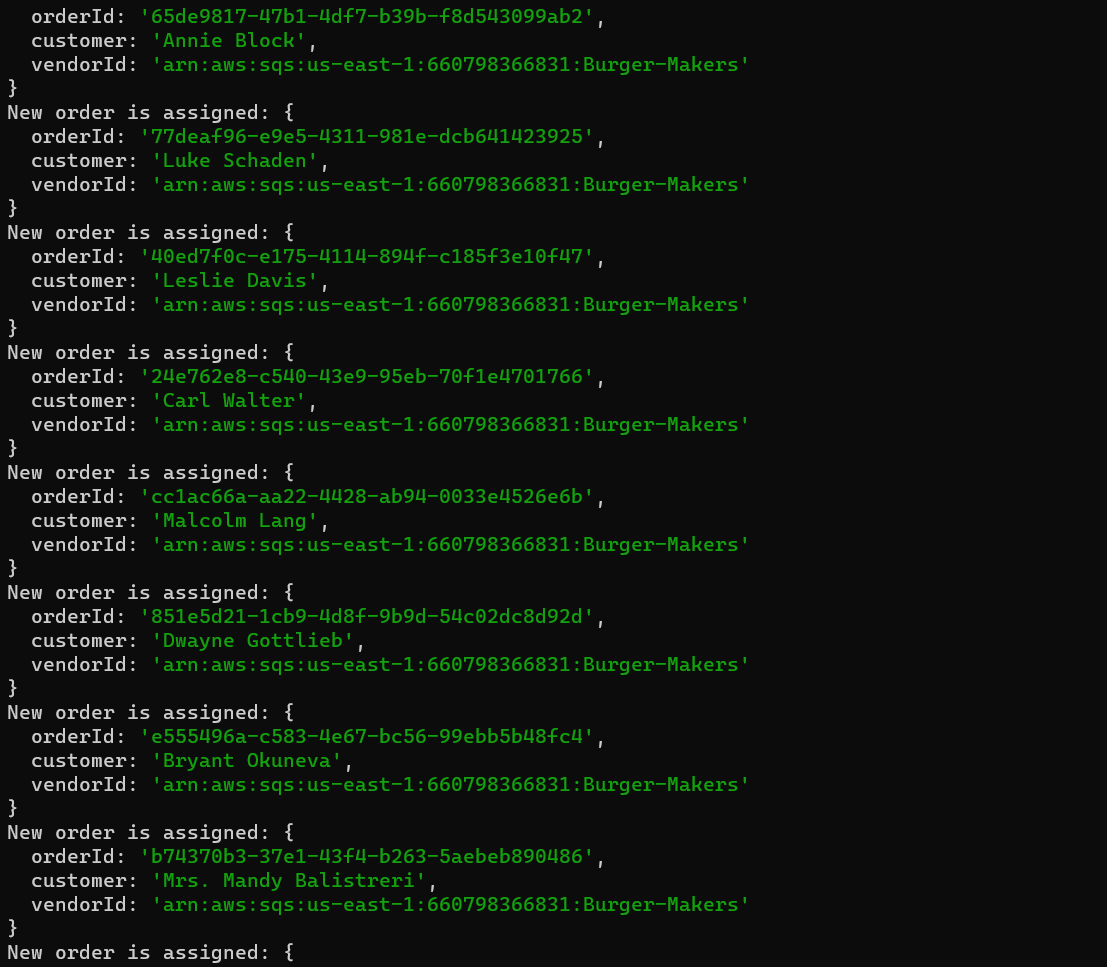 orderId: '65de9817-47b1-4df7-b39b-f8d543099ab2',
customer: 'Annie Block',
vendorId: 'arn:aws:sqs:us-east-1:660798366831:Burger-Makers'
}
New order is assigned: {
orderId: '77deaf96-e9e5-4311-981e-dcb641423925',
customer: 'Luke Schaden',
vendorId: 'arn:aws:sqs:us-east-1:660798366831:Burger-Makers'
}
New order is assigned: {
orderId: '40ed7f0c-e175-4114-894f-c185f3e10f47',
customer: 'Leslie Davis',
vendorId: 'arn:aws:sqs:us-east-1:660798366831:Burger-Makers'
}
New order is assigned: {
orderId: '24e762e8-c540-43e9-95eb-70f1e4701766',
customer: 'Carl Walter',
vendorId: 'arn:aws:sqs:us-east-1:660798366831:Burger-Makers'
}
New order is assigned: {
orderId: 'cc1ac66a-aa22-4428-ab94-0033e4526e6b',
customer: 'Malcolm Lang',
vendorId: 'arn:aws:sqs:us-east-1:660798366831:Burger-Makers'
}
New order is assigned: {
orderId: '851e5d21-1cb9-4d8f-9b9d-54c02dc8d92d',
customer: 'Dwayne Gottlieb',
vendorId: 'arn:aws:sqs:us-east-1:660798366831:Burger-Makers'
}
New order is assigned: {
orderId: 'e555496a-c583-4e67-bc56-99ebb5b48fc4',
customer: 'Bryant Okuneva',
vendorId: 'arn:aws:sqs:us-east-1:660798366831:Burger-Makers'
}
New order is assigned: {
orderId: 'b74370b3-37e1-43f4-b263-5aebeb890486',
customer: 'Mrs. Mandy Balistreri',
vendorId: 'arn:aws:sqs:us-east-1:660798366831:Burger-Makers'
}
New order is assigned: {